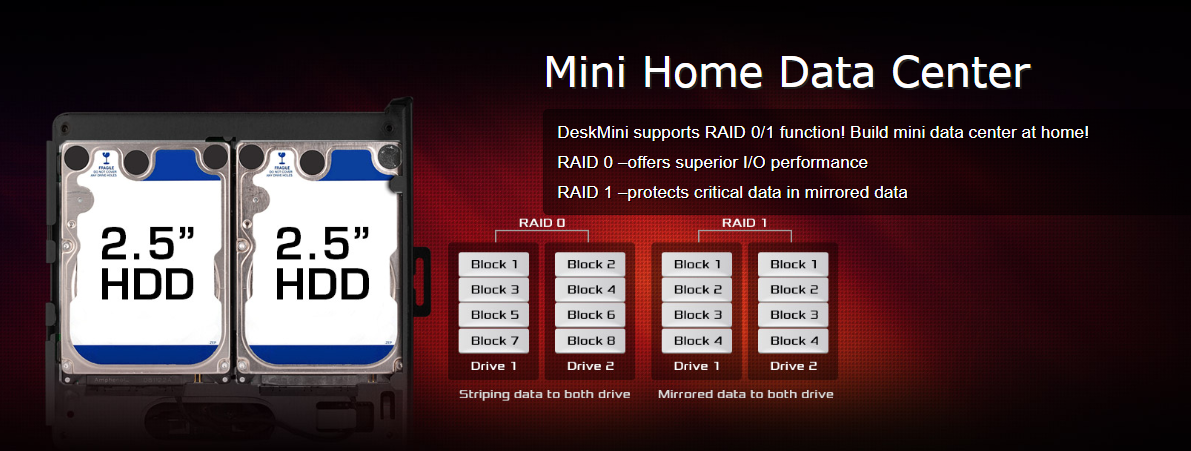 Mini Home Data Center
DeskMini supports RAID 0/1 function! Build mini data center at home!
RAID 0 –offers superior I/O performance
RAID 1 –protects critical data in mirrored data
FRAGILE
DO NOT COVER
ANY DRIVE HOLES
FRAGILE
DO NOT COVER
ANY DRIVE HOLES
2.5”
HDD
2.5”
HDD
RAID 0
Block 1
Block 3
Block 5
Block 7
Drive 1
Block 2
Block 4
Block 6
Block 8
Drive 2
Striping data to both drive
RAID 1
Block 1
Block 2
Block 3
Block 4
Drive 1
Block 1
Block 2
Block 3
Block 4
Drive 2
Mirrored data to both drive